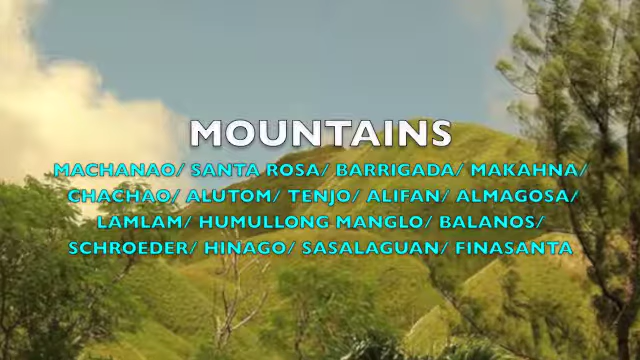 MOUNTAINS
MACHANAO/ SANTA ROSA/ BARRIGADA/ MAKAHNA/
CHACHAO/ ALUTOM/ TENJO/ ALIFAN/ ALMAGOSA/
LAMLAM/ HUMULLONG MANGLO/ BALANOS/
SCHROEDER/ HINAGO/ SASALAGUAN/ FINASANTA